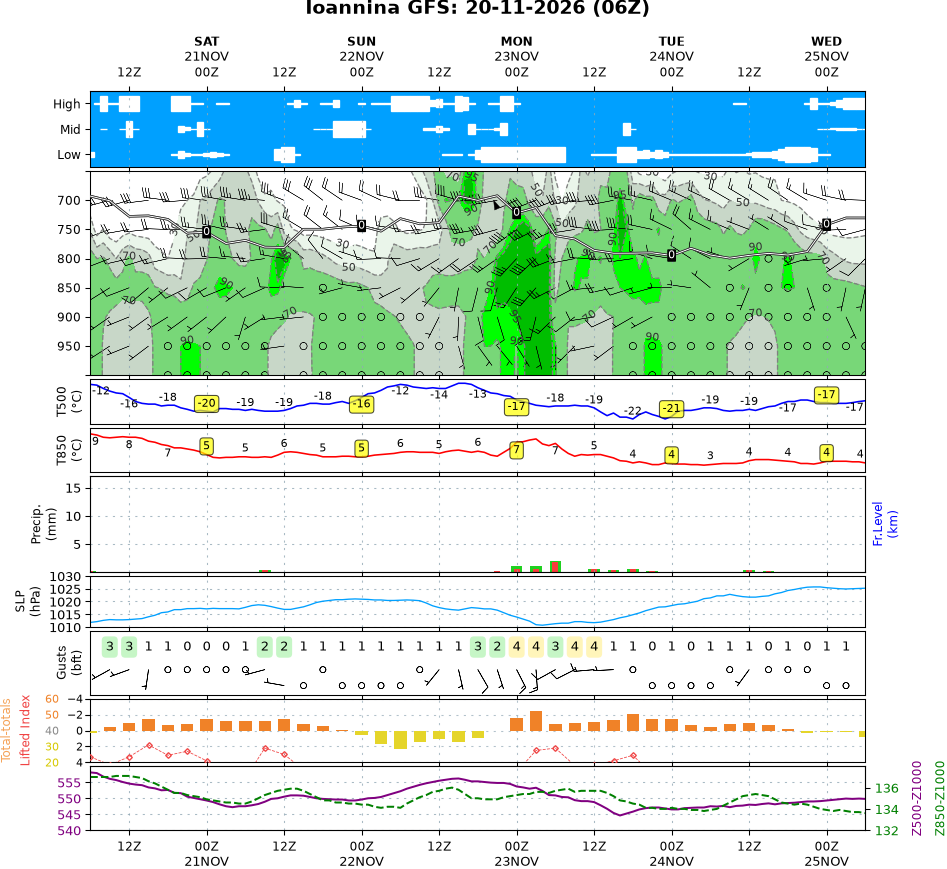 Ioannina GFS: 20-11-2026 (06Z)
SAT SUN MON TUE WED
21NOV 22NOV 23NOV 24NOV 25NOV
12Z 00Z 12Z 00Z 12Z 00Z 12Z 00Z 12Z 00Z
High
Mid
Low
700
750
800
850
900
950
T500 (°C)
-12 -16 -18 -20 -19 -19 -18 -16 -12 -14 -13 -17 -18 -19 -22 -21 -19 -19 -17 -17 -17
T850 (°C)
9 8 7 5 5 6 5 5 6 5 6 7 7 5 4 4 3 4 4 4 4
Precip. (mm)
15
10
5
Fr.Level (km)
SLP (hPa)
1030
1025
1020
1015
1010
Gusts (bft)
3 3 1 1 0 0 0 1 2 2 1 1 1 1 1 1 1 1 1 3 2 4 4 3 4 4 1 1 0 1 0 1 0 1 1 0 1 0 1 1
Total-totals
Lifted Index
60 −4
50 −2
40 0
30 2
20 4
555
550
545
540
136
134
132
Z500-Z1000
Z850-Z1000
12Z 00Z 12Z 00Z 12Z 00Z 12Z 00Z 12Z 00Z
21NOV 22NOV 23NOV 24NOV 25NOV